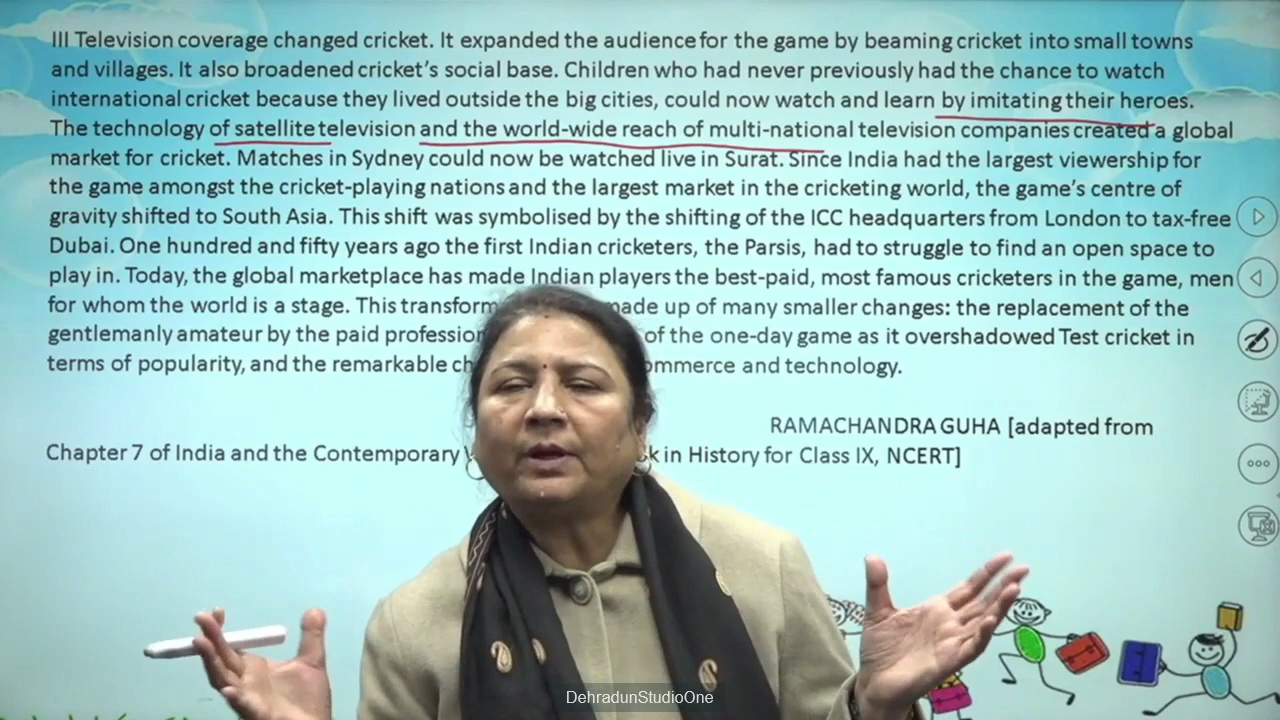 III Television coverage changed cricket. It expanded the audience for the game by beaming cricket into small towns
and villages. It also broadened cricket’s social base. Children who had never previously had the chance to watch
international cricket because they lived outside the big cities, could now watch and learn by imitating their heroes.
The technology of satellite television and the world-wide reach of multi-national television companies created a global
market for cricket. Matches in Sydney could now be watched live in Surat. Since India had the largest viewership for
the game amongst the cricket-playing nations and the largest market in the cricketing world, the game’s centre of
gravity shifted to South Asia. This shift was symbolised by the shifting of the ICC headquarters from London to tax-free
Dubai. One hundred and fifty years ago the first Indian cricketers, the Parsis, had to struggle to find an open space to
play in. Today, the global marketplace has made Indian players the best-paid, most famous cricketers in the game, men
for whom the world is a stage. This made up of many smaller changes: the replacement of the
gentlemanly amateur by the paid of the one-day game as it overshadowed Test cricket in
terms of popularity, and the remarkable commerce and technology.
RAMACHANDRA GUHA [adapted from
Chapter 7 of India and the Contemporary in History for Class IX, NCERT]
DehradunStudioOne